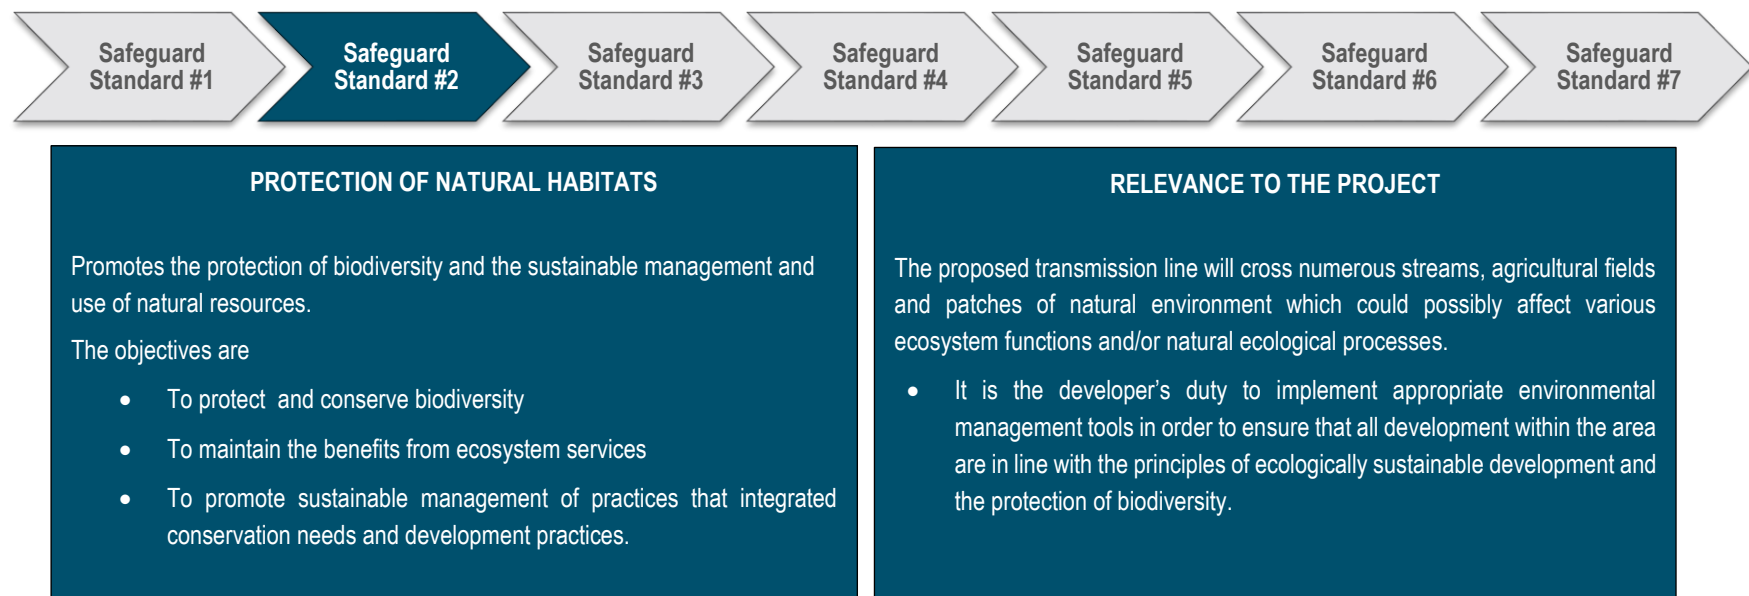 Safeguard
Standard #1
Safeguard
Standard #2
Safeguard
Standard #3
Safeguard
Standard #4
Safeguard
Standard #5
Safeguard
Standard #6
Safeguard
Standard #7
PROTECTION OF NATURAL HABITATS
Promotes the protection of biodiversity and the sustainable management and
use of natural resources.
The objectives are
• To protect and conserve biodiversity
• To maintain the benefits from ecosystem services
• To promote sustainable management of practices that integrated
conservation needs and development practices.
RELEVANCE TO THE PROJECT
The proposed transmission line will cross numerous streams, agricultural fields
and patches of natural environment which could possibly affect various
ecosystem functions and/or natural ecological processes.
• It is the developer’s duty to implement appropriate environmental
management tools in order to ensure that all development within the area
are in line with the principles of ecologically sustainable development and
the protection of biodiversity.